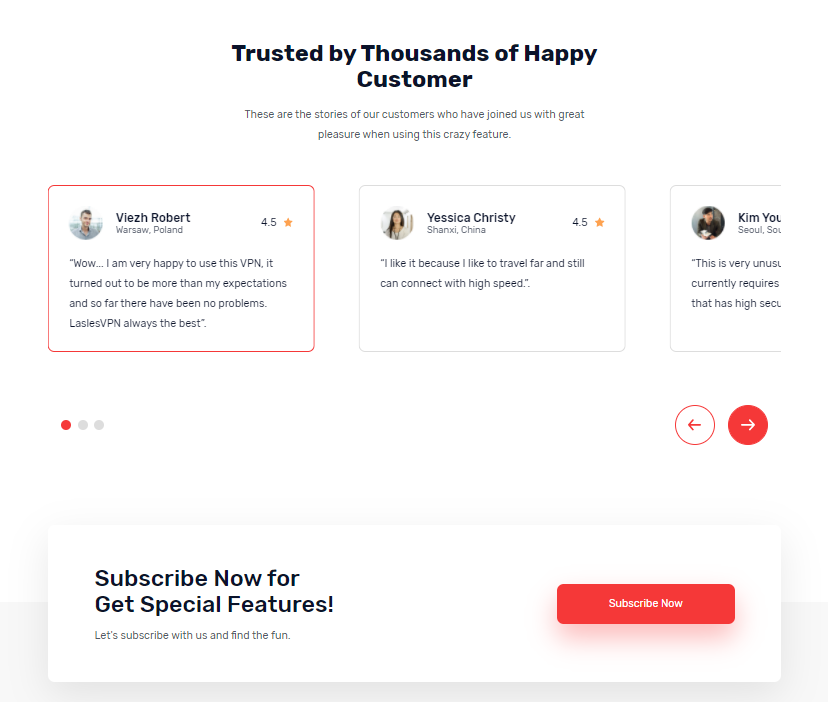 Trusted by Thousands of Happy
Customer
These are the stories of our customers who have joined us with great
pleasure when using this crazy feature.
Viezh Robert
Warsaw, Poland
4.5
“Wow... I am very happy to use this VPN, it
turned out to be more than my expectations
and so far there have been no problems.
LaslesVPN always the best”.
Yessica Christy
Shanxi, China
4.5
“I like it because I like to travel far and still
can connect with high speed.”.
Kim You
Seoul, Sou
“This is very unusu
currently requires
that has high secu
Subscribe Now for
Get Special Features!
Let's subscribe with us and find the fun.
Subscribe Now